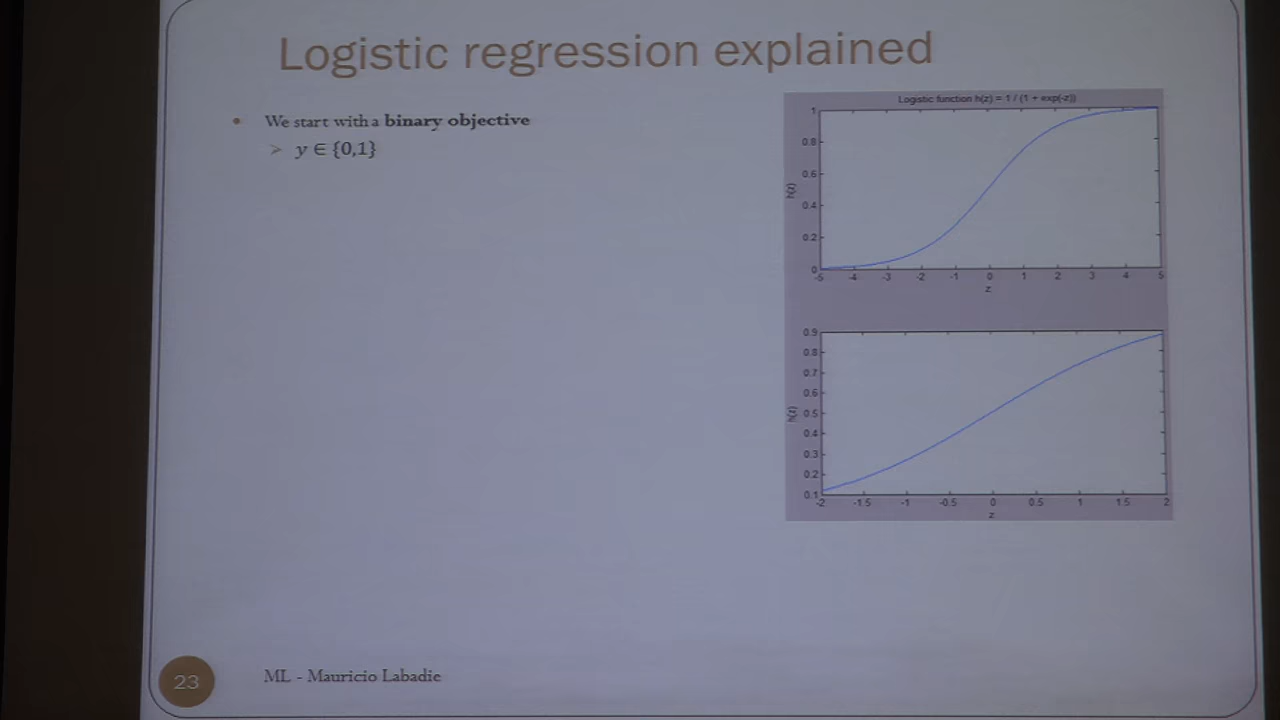 Logistic regression explained
We start with a binary objective
y ∈ {0,1}
Logistic function h(z) = 1 / (1 + exp(-z))
1
0.8
0.6
0.4
0.2
0
h(z)
-5 -4 -3 -2 -1 0 1 2 3 4 5
z
0.9
0.8
0.7
0.6
0.5
0.4
0.3
0.2
0.1
h(z)
-2 -1.5 -1 -0.5 0 0.5 1 1.5 2
z
23 ML - Mauricio Labadie